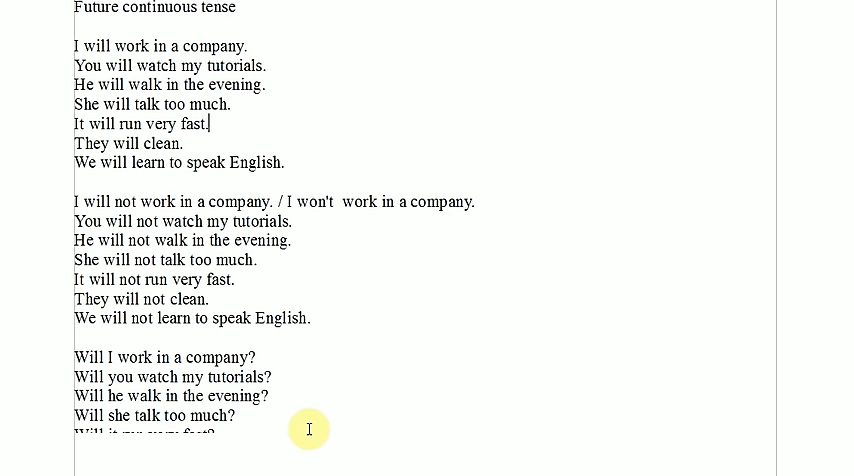 Future continuous tense
I will work in a company.
You will watch my tutorials.
He will walk in the evening.
She will talk too much.
It will run very fast.
They will clean.
We will learn to speak English.
I will not work in a company. / I won't  work in a company.
You will not watch my tutorials.
He will not walk in the evening.
She will not talk too much.
It will not run very fast.
They will not clean.
We will not learn to speak English.
Will I work in a company?
Will you watch my tutorials?
Will he walk in the evening?
Will she talk too much?
Will it run very fast?